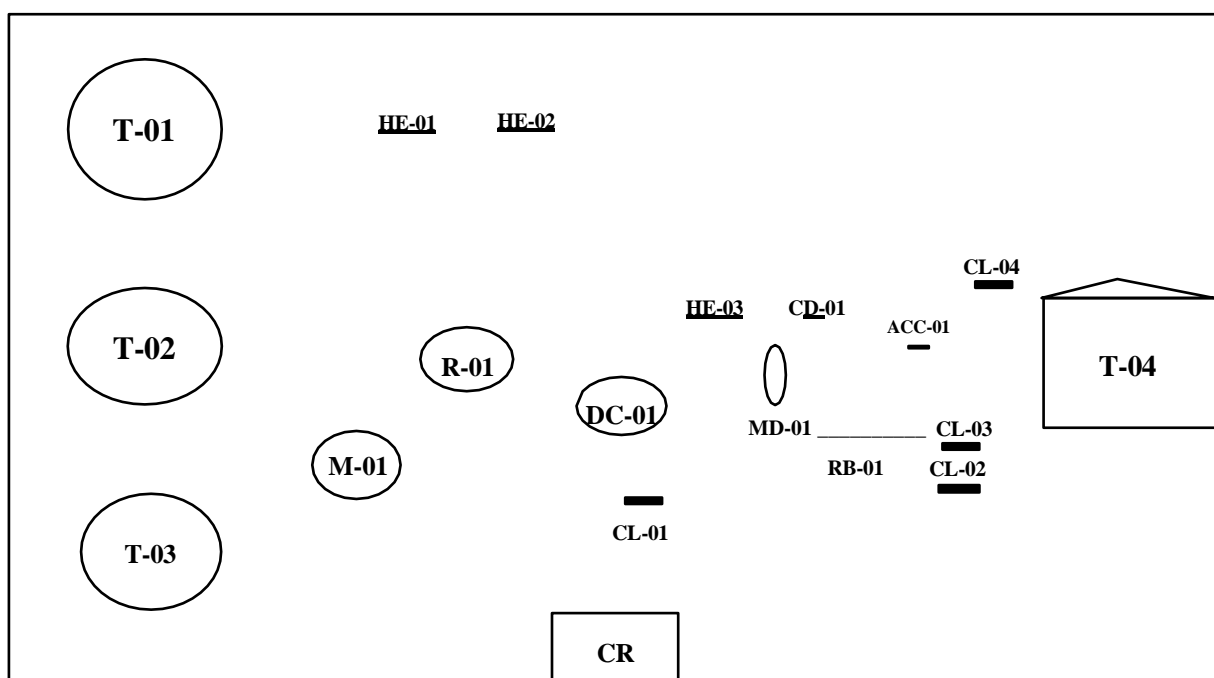 T-01
HE-01 HE-02
CL-04
HE-03 CD-01
ACC-01
T-02
R-01
T-04
DC-01
MD-01 CL-03
M-01
RB-01 CL-02
CL-01
T-03
CR